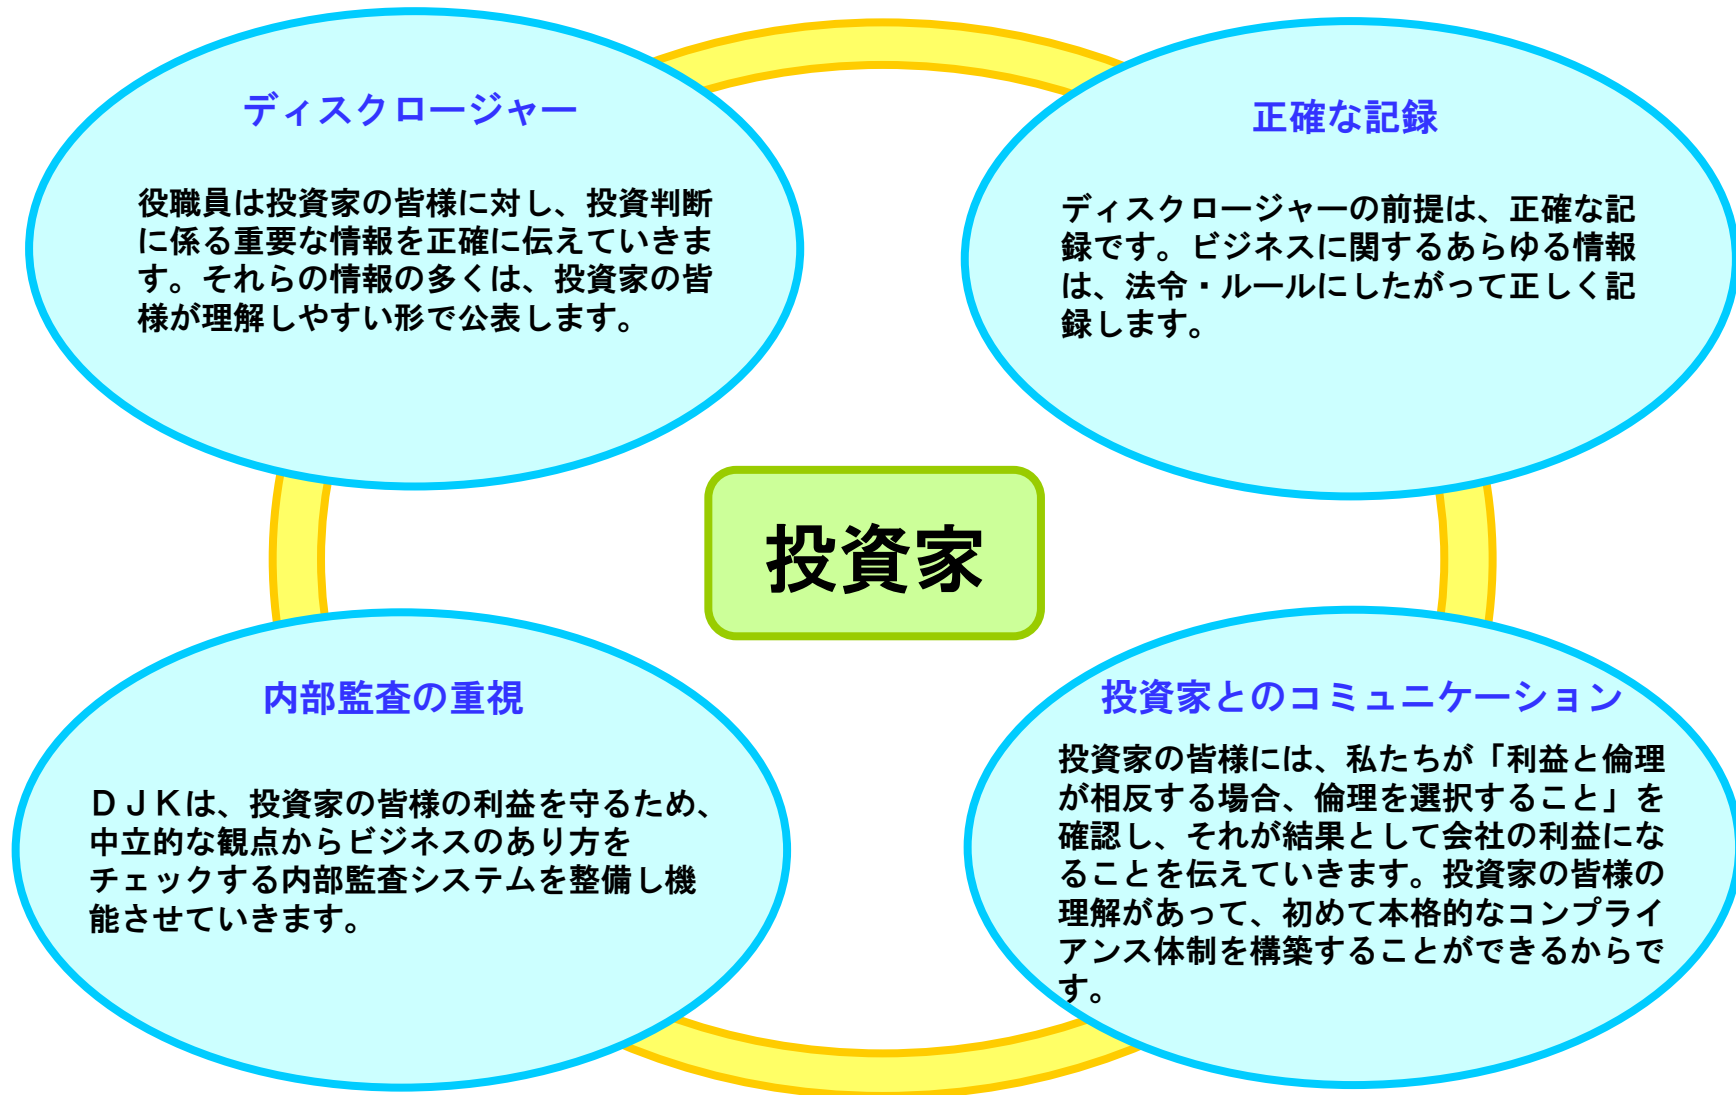 ディスクロージャー
役職員は投資家の皆様に対し、投資判断
に係る重要な情報を正確に伝えていきま
す。それらの情報の多くは、投資家の皆
様が理解しやすい形で公表します。
正確な記録
ディスクロージャーの前提は、正確な記
録です。ビジネスに関するあらゆる情報
は、法令・ルールにしたがって正しく記
録します。
投資家
内部監査の重視
ＤＪＫは、投資家の皆様の利益を守るため、
中立的な観点からビジネスのあり方を
チェックする内部監査システムを整備し機
能させていきます。
投資家とのコミュニケーション
投資家の皆様には、私たちが「利益と倫理
が相反する場合、倫理を選択すること」を
確認し、それが結果として会社の利益にな
ることを伝えていきます。投資家の皆様の
理解があって、初めて本格的なコンプライ
アンス体制を構築することができるからで
す。